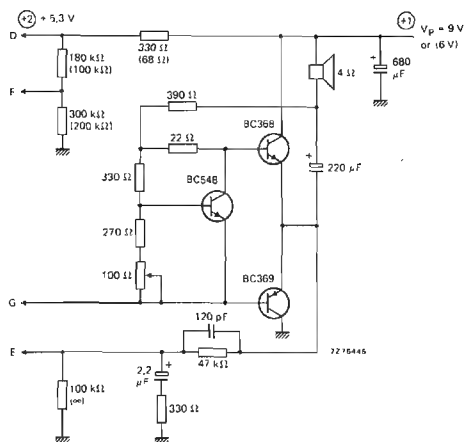 +2 + 5,3 V
+1
D
330 Ω
(68 Ω)
VP = 9 V
or (6 V)
180 kΩ
(100 kΩ)
4 Ω
+
680
μF
F
390 Ω
300 kΩ
(200 kΩ)
22 Ω
BC368
330 Ω
BC548
+
220 μF
270 Ω
100 Ω
BC369
G
120 pF
E
+
2,2
μF
47 kΩ
7Z76446
100 kΩ
(∞)
330 Ω